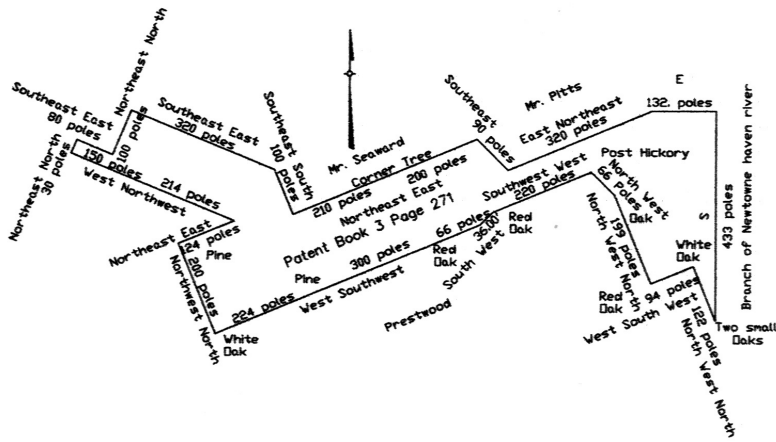 Northeast North
Southeast East
80 poles
100 poles
Southeast East
320 poles
Northeast North
30 poles
150 poles
West Northwest
214 poles
Southeast South
100 poles
Mr. Seaward
Corner Tree
210 poles
200 poles
Northeast East
Southeast
90 poles
Mr. Pitts
East Northeast
320 poles
E
132. poles
Branch of Newtowne haven river
433 poles
S
Post Hickory
North West
66 Poles
Oak
Southwest West
220 poles
Red
Oak
36.00
South West
66 poles
Red
Oak
Patent Book 3 Page 271
300 poles
West Southwest
Pine
224 poles
Prestwood
Northeast East
124 poles
Pine
200 poles
Northwest North
White
Oak
199 poles
North West North
White
Oak
Red
Oak
94 poles
West South West
122 poles
North West North
Two small
Oaks